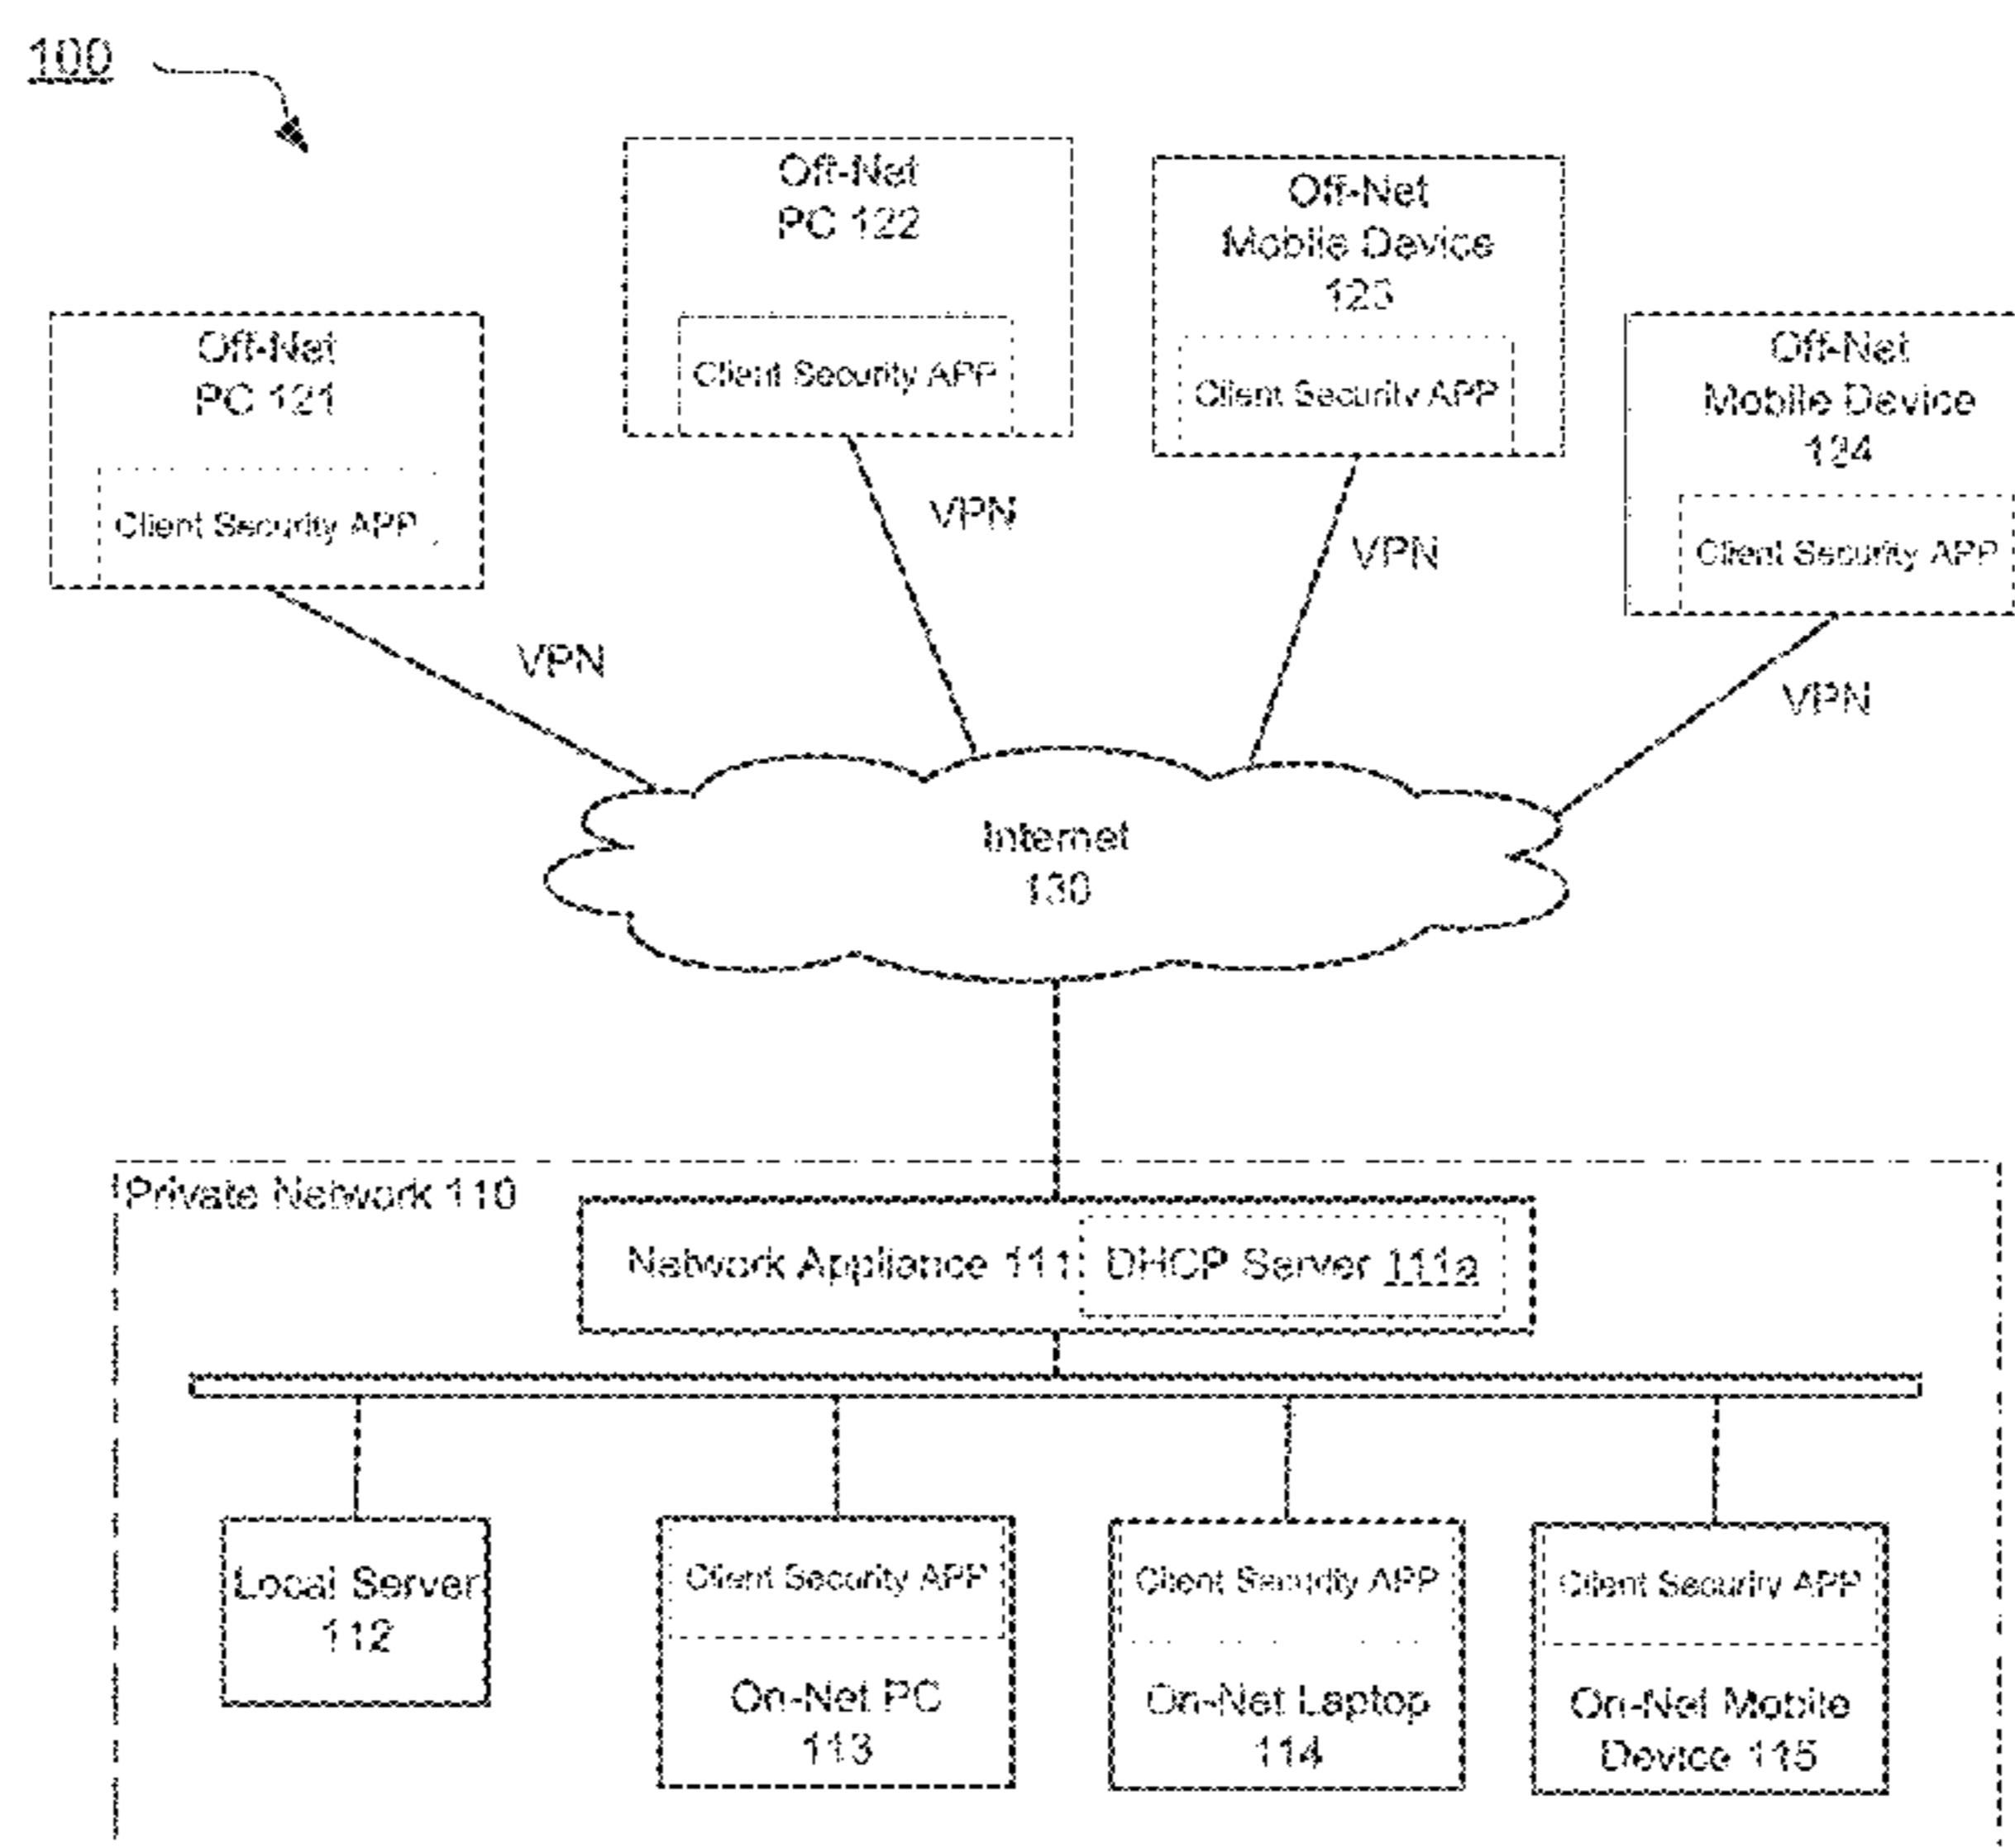 100
Off-Net
PC 122
Off-Net
Mobile Device
123
Off-Net
PC 121
Off-Net
Mobile Device
124
Client Security APP
Client Security APP
Client Security APP
Client Security APP
VPN
VPN
VPN
VPN
Internet
130
Private Network 110
Network Appliance 111
DHCP Server 111a
Local Server
112
Client Security APP
On-Net PC
113
Client Security APP
On-Net Laptop
114
Client Security APP
On-Net Mobile
Device 115